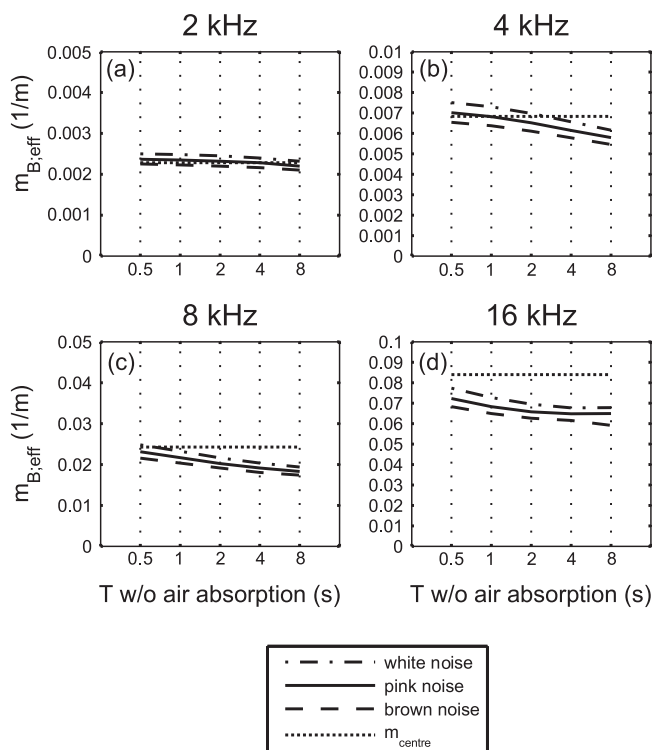 2 kHz
4 kHz
(a)
(b)
0.005
0.004
0.003
0.002
0.001
0
m_B;eff (1/m)
0.5 1 2 4 8
0.01
0.009
0.008
0.007
0.006
0.005
0.004
0.003
0.002
0.001
0
0.5 1 2 4 8
8 kHz
16 kHz
(c)
(d)
0.05
0.04
0.03
0.02
0.01
0
m_B;eff (1/m)
0.5 1 2 4 8
T w/o air absorption (s)
0.1
0.09
0.08
0.07
0.06
0.05
0.04
0.03
0.02
0.01
0
0.5 1 2 4 8
T w/o air absorption (s)
white noise
pink noise
brown noise
m_centre